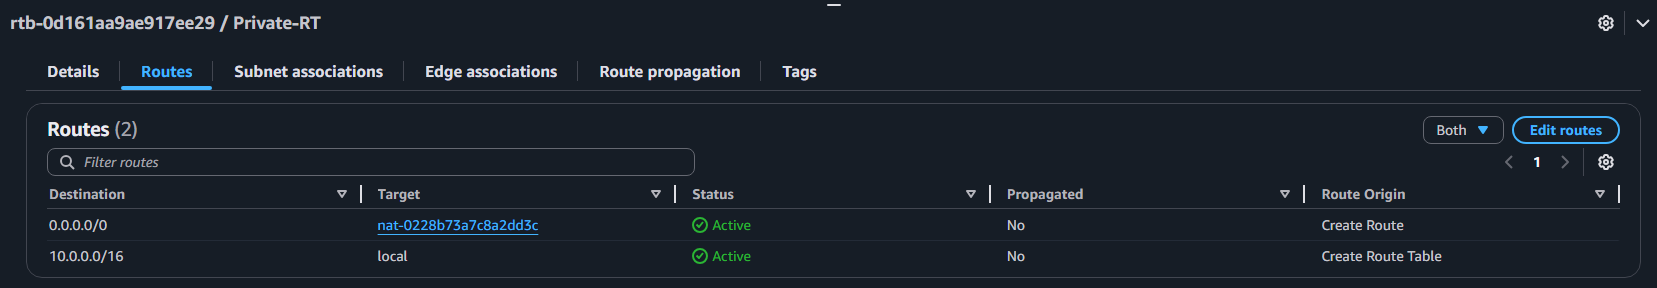 rtb-0d161aa9ae917ee29 / Private-RT
Details Routes Subnet associations Edge associations Route propagation Tags
Routes (2) Both Edit routes
Filter routes 1
Destination Target Status Propagated Route Origin
0.0.0.0/0 nat-0228b73a7c8a2dd3c Active No Create Route
10.0.0.0/16 local Active No Create Route Table